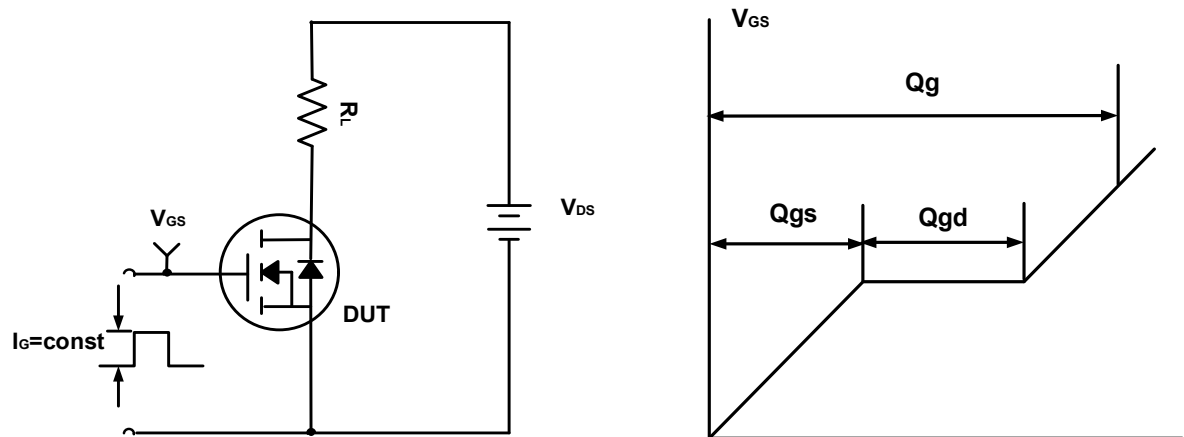 RL
VGS
VDS
DUT
IG=const
VGS
Qg
Qgs
Qgd